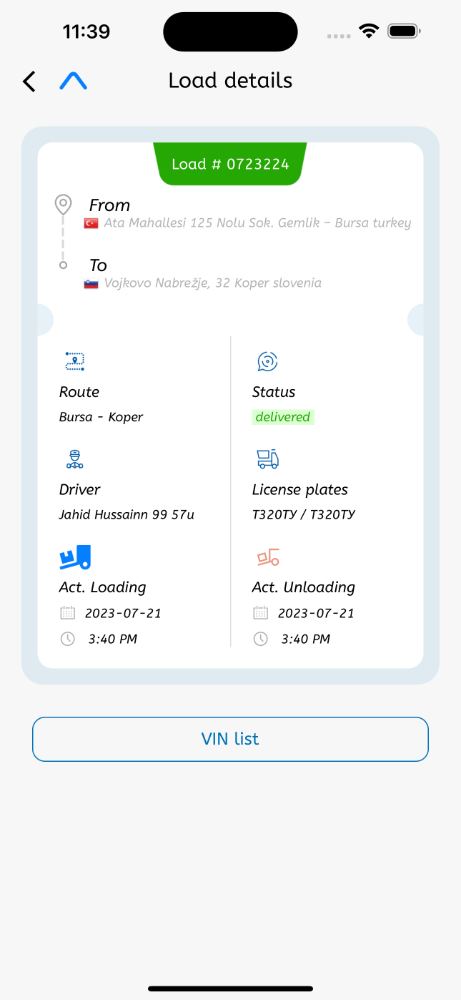 11:39
Load details
Load # 0723224
From
Ata Mahallesi 125 Nolu Sok. Gemlik – Bursa turkey
To
Vojkovo Nabrežje, 32 Koper slovenia
Route
Status
Bursa - Koper
delivered
Driver
License plates
Jahid Hussainn 99 57u
T320TY / T320TY
Act. Loading
Act. Unloading
2023-07-21
2023-07-21
3:40 PM
3:40 PM
VIN list